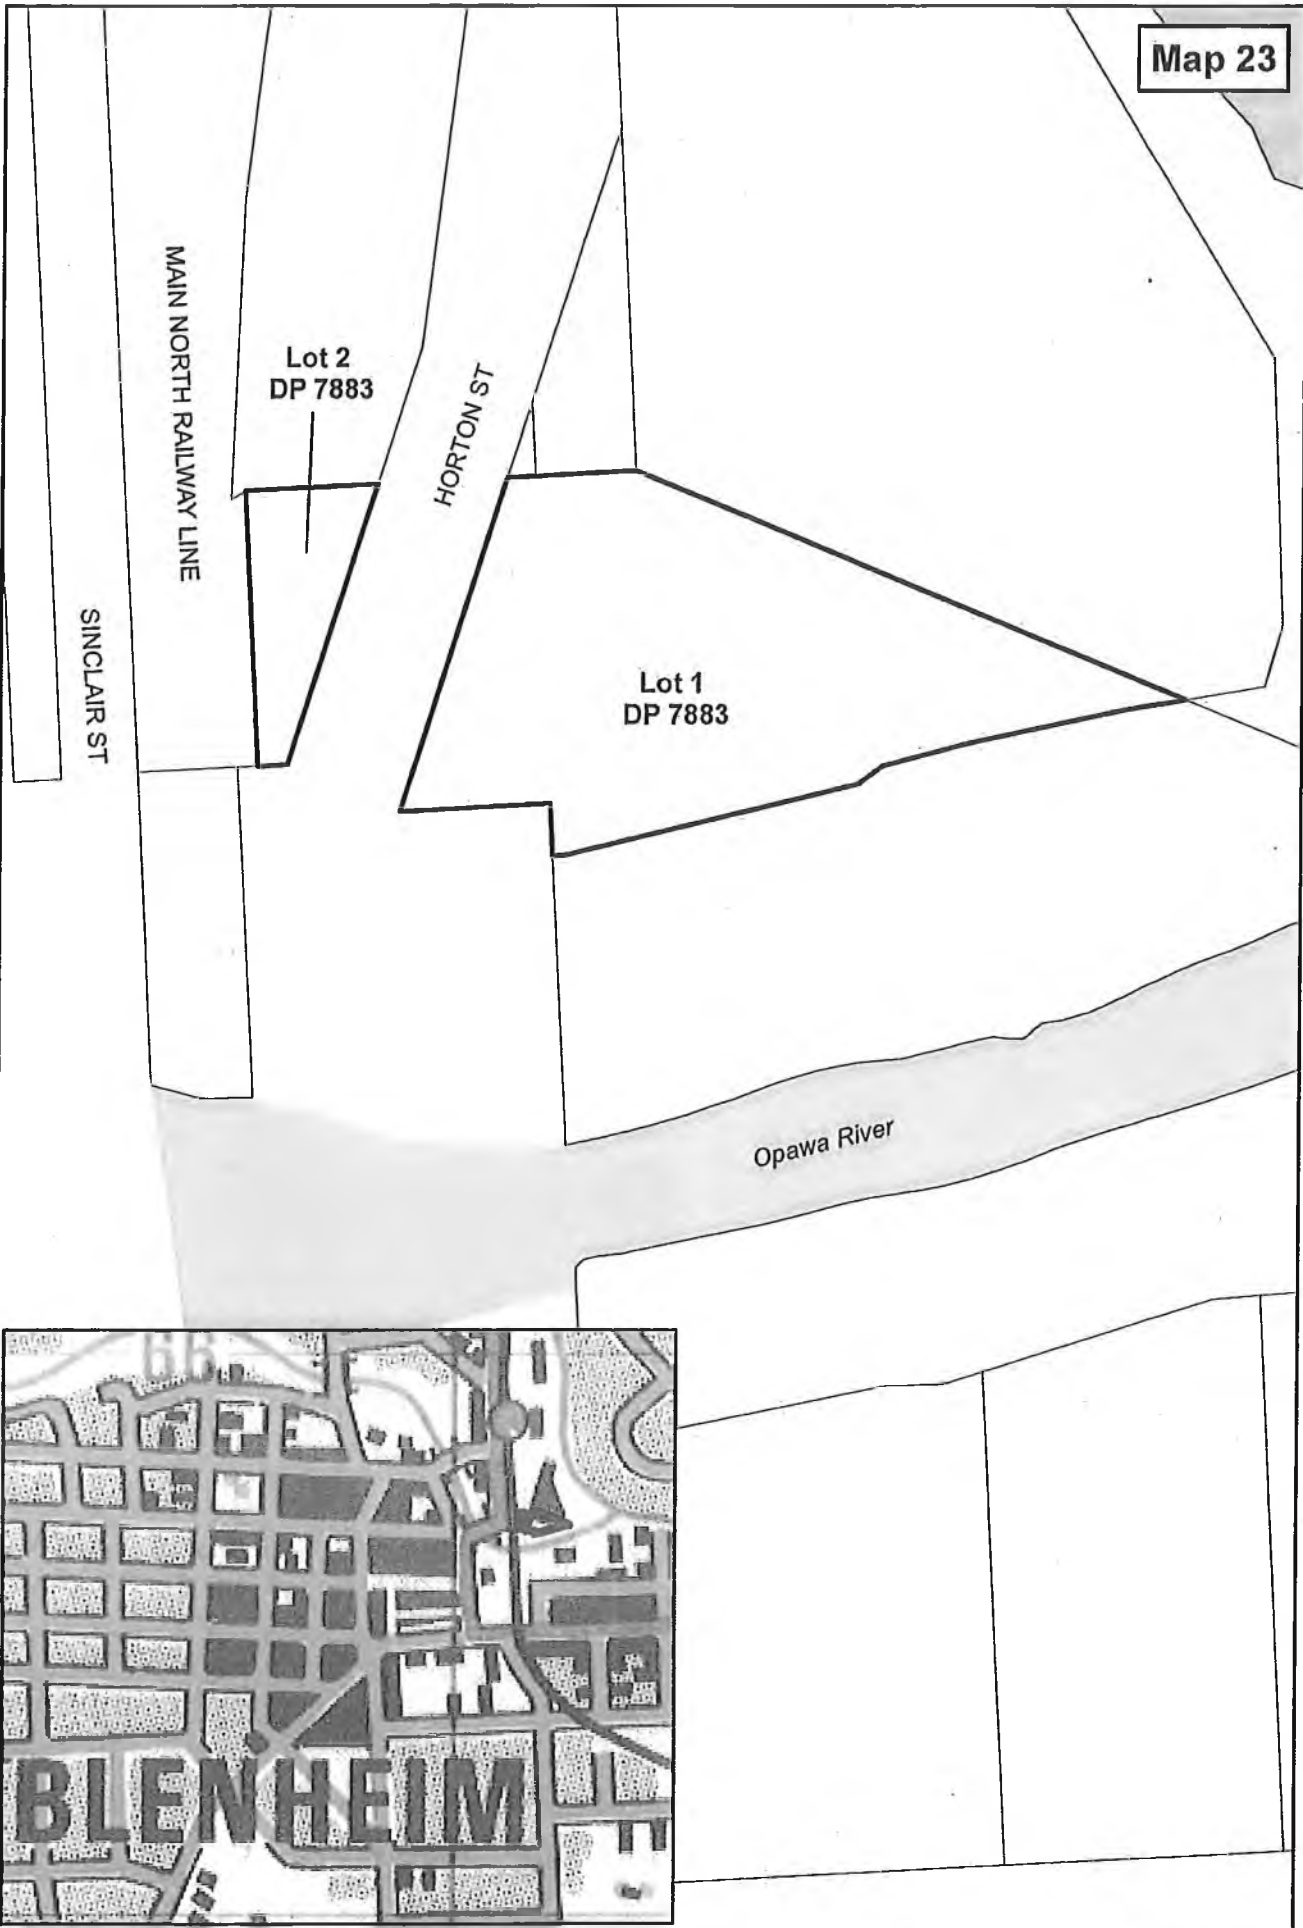 Map 23
MAIN NORTH RAILWAY LINE
Lot 2
DP 7883
HORTON ST
SINCLAIR ST
Lot 1
DP 7883
Opawa River
66
BLENHEIM